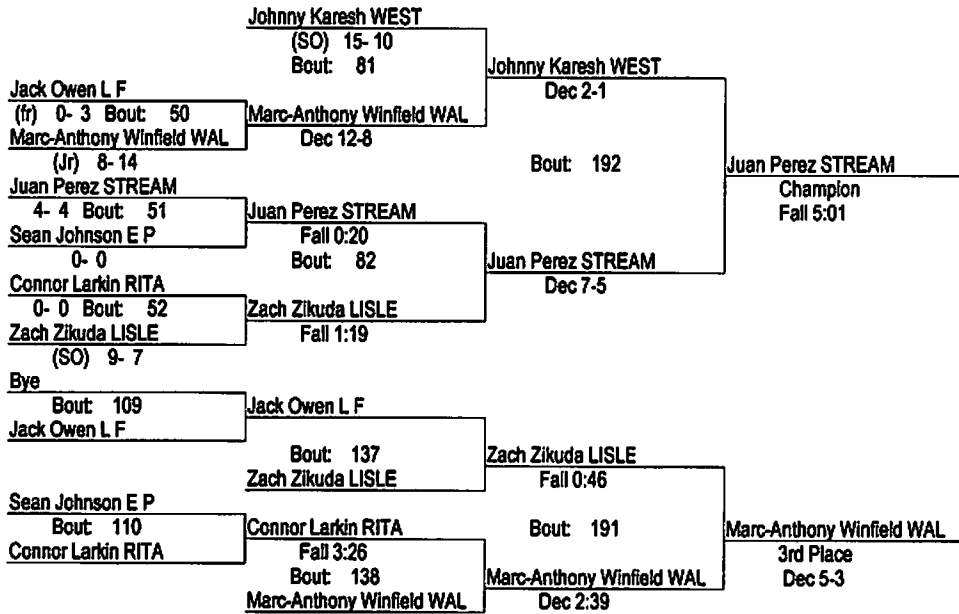 Johnny Karesh WEST
(SO) 15- 10
Bout: 81
Johnny Karesh WEST
Dec 2-1
Jack Owen L F
(fr) 0- 3 Bout: 50
Marc-Anthony Winfield WAL
Marc-Anthony Winfield WAL
Dec 12-8
(Jr) 8- 14
Bout: 192
Juan Perez STREAM
Champion
Fall 5:01
Juan Perez STREAM
4- 4 Bout: 51
Juan Perez STREAM
Sean Johnson E P
Fall 0:20
0- 0
Bout: 82
Juan Perez STREAM
Dec 7-5
Connor Larkin RITA
0- 0 Bout: 52
Zach Zikuda LISLE
Zach Zikuda LISLE
Fall 1:19
(SO) 9- 7
Bye
Bout: 109
Jack Owen L F
Jack Owen L F
Bout: 137
Zach Zikuda LISLE
Zach Zikuda LISLE
Fall 0:46
Sean Johnson E P
Bout: 110
Connor Larkin RITA
Connor Larkin RITA
Fall 3:26
Bout: 191
Marc-Anthony Winfield WAL
3rd Place
Dec 5-3
Bout: 138
Marc-Anthony Winfield WAL
Marc-Anthony Winfield WAL
Dec 2:39